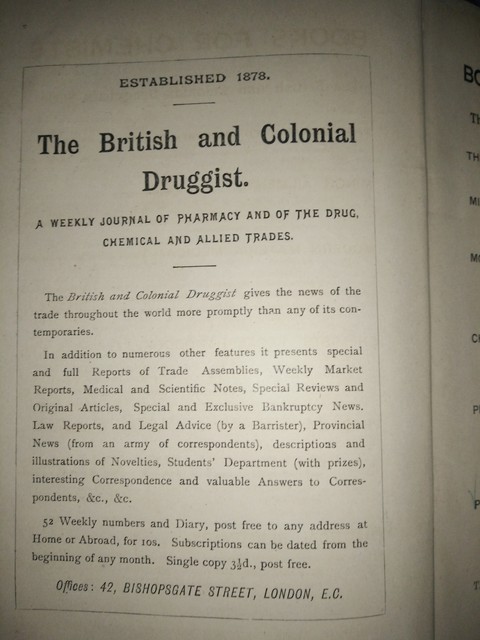 ESTABLISHED 1878.
The British and Colonial
Druggist.
A WEEKLY JOURNAL OF PHARMACY AND OF THE DRUG,
CHEMICAL AND ALLIED TRADES.
The British and Colonial Druggist gives the news of the
trade throughout the world more promptly than any of its con-
temporaries.
In addition to numerous other features it presents special
and full Reports of Trade Assemblies, Weekly Market
Reports, Medical and Scientific Notes, Special Reviews and
Original Articles, Special and Exclusive Bankruptcy News.
Law Reports, and Legal Advice (by a Barrister), Provincial
News (from an army of correspondents), descriptions and
illustrations of Novelties, Students' Department (with prizes),
interesting Correspondence and valuable Answers to Corres-
pondents, &c., &c.
52 Weekly numbers and Diary, post free to any address at
Home or Abroad, for 10s. Subscriptions can be dated from the
beginning of any month. Single copy 3½d., post free.
Offices: 42, BISHOPSGATE STREET, LONDON, E.C.